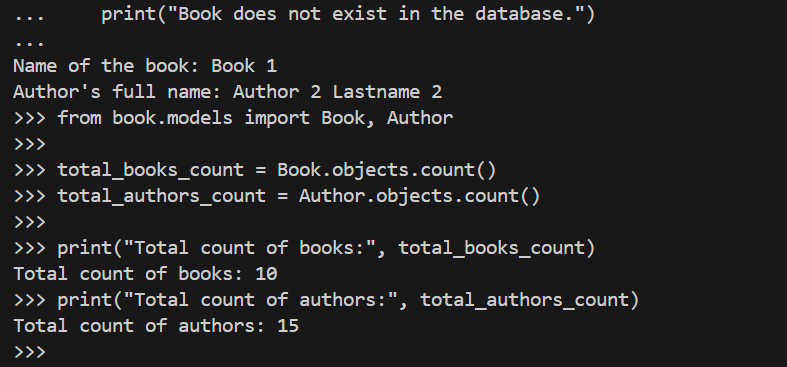 ...     print("Book does not exist in the database.")
...
Name of the book: Book 1
Author's full name: Author 2 Lastname 2
>>> from book.models import Book, Author
>>>
>>> total_books_count = Book.objects.count()
>>> total_authors_count = Author.objects.count()
>>>
>>> print("Total count of books:", total_books_count)
Total count of books: 10
>>> print("Total count of authors:", total_authors_count)
Total count of authors: 15
>>>